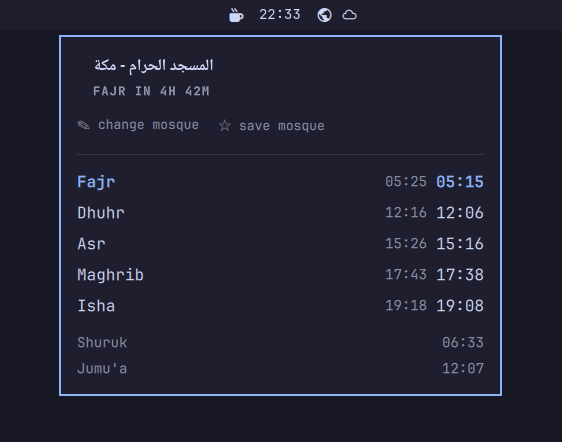 22:33
المسجد الحرام - مكة
FAJR IN 4H 42M
✎ change mosque ☆ save mosque
Fajr 05:25 05:15
Dhuhr 12:16 12:06
Asr 15:26 15:16
Maghrib 17:43 17:38
Isha 19:18 19:08
Shuruk 06:33
Jumu'a 12:07